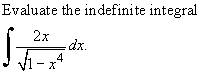 Evaluate the indefinite integral
∫ 2x/√(1 − x⁴) dx.